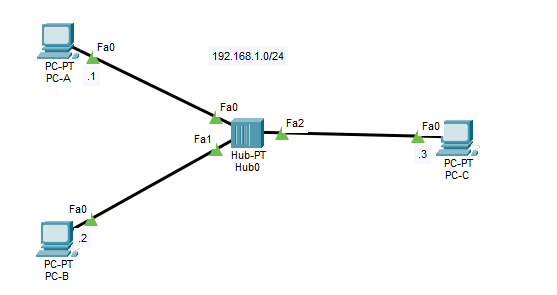 Fa0
PC-PT
PC-A
.1
192.168.1.0/24
Fa0
Fa1
Fa2
Hub-PT
Hub0
Fa0
.3
PC-PT
PC-C
Fa0
.2
PC-PT
PC-B